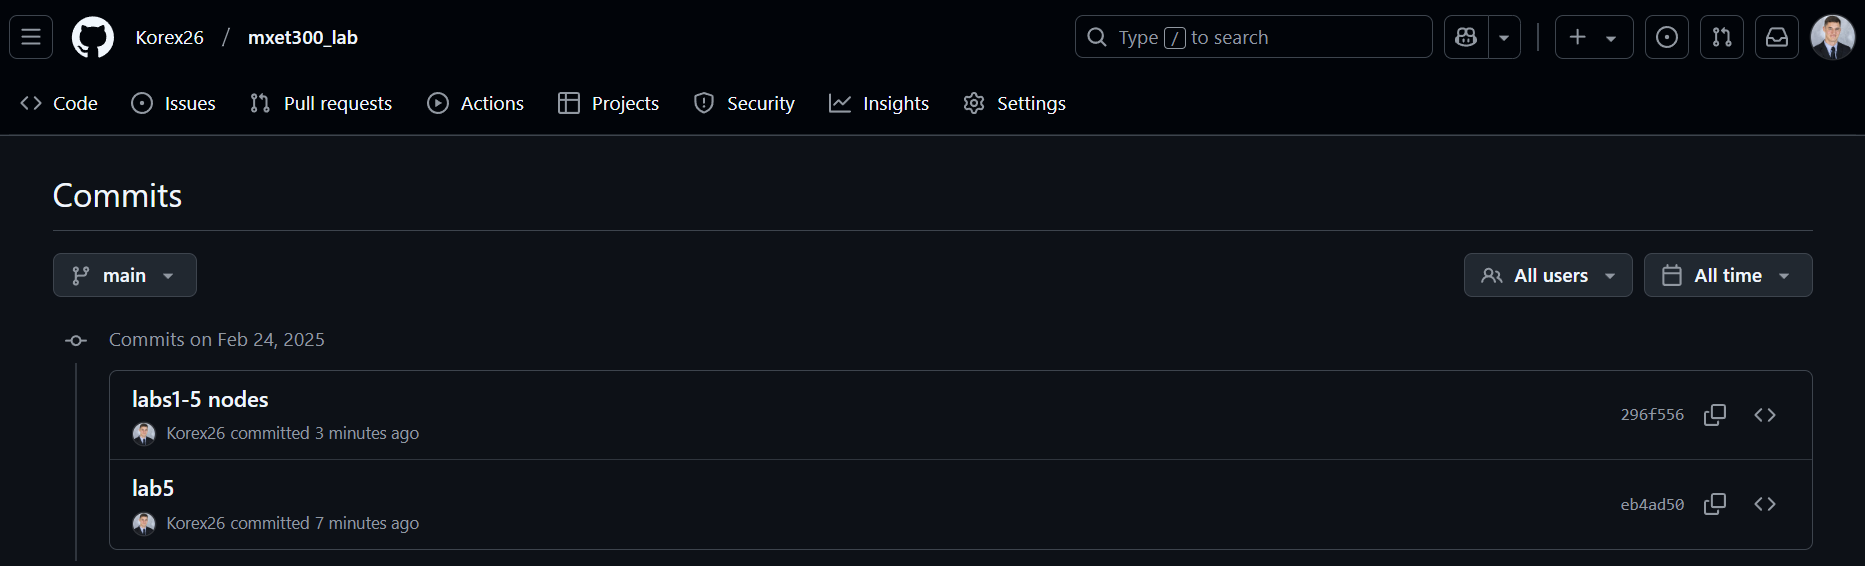 Korex26 / mxet300_lab
Type / to search
Code Issues Pull requests Actions Projects Security Insights Settings
Commits
main
All users
All time
Commits on Feb 24, 2025
labs1-5 nodes
Korex26 committed 3 minutes ago
296f556
lab5
Korex26 committed 7 minutes ago
eb4ad50